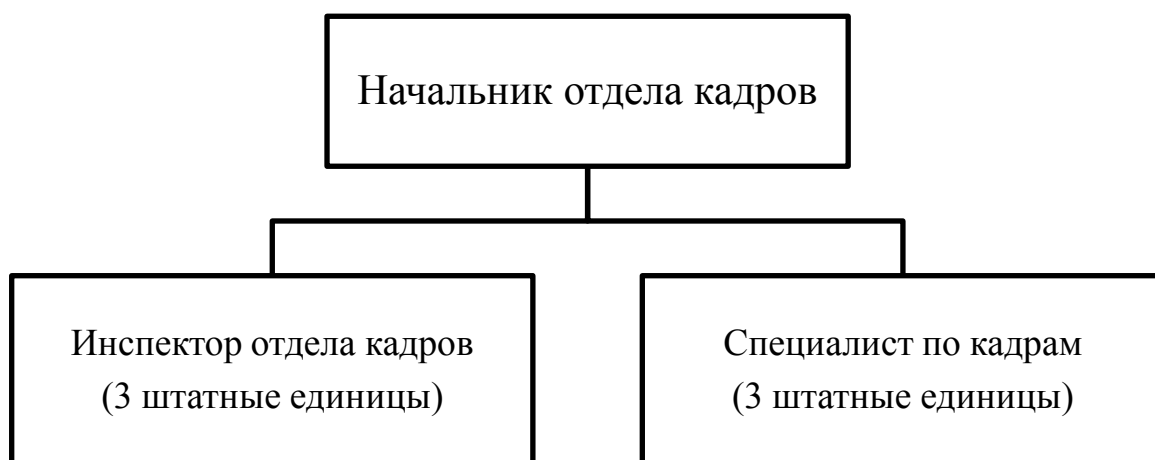 Начальник отдела кадров
Инспектор отдела кадров
(3 штатные единицы)
Специалист по кадрам
(3 штатные единицы)